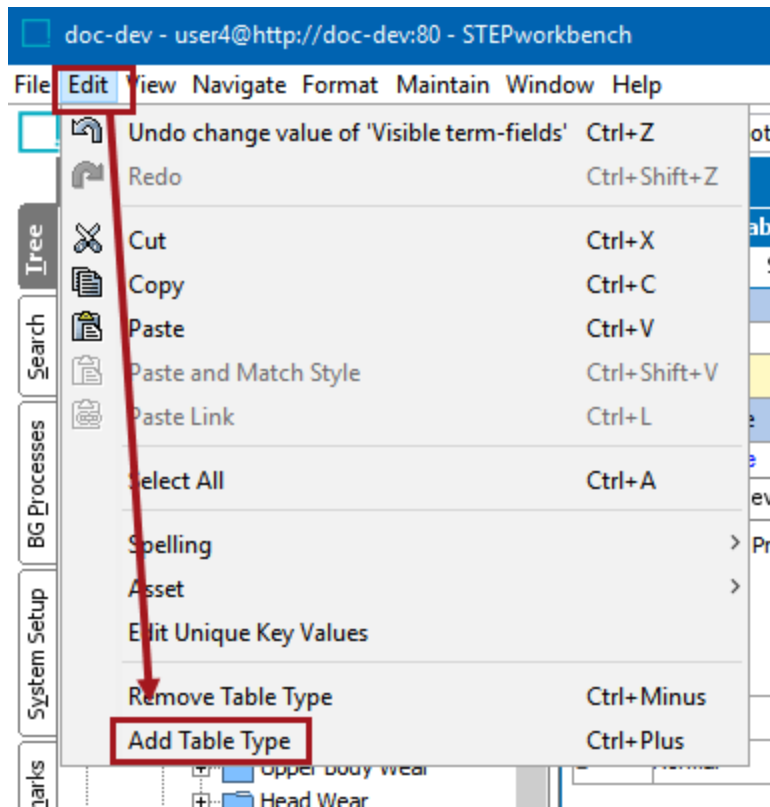 doc-dev - user4@http://doc-dev:80 - STEPworkbench
File Edit View Navigate Format Maintain Window Help
Undo change value of 'Visible term-fields' Ctrl+Z
Redo Ctrl+Shift+Z
Cut Ctrl+X
Copy Ctrl+C
Paste Ctrl+V
Paste and Match Style Ctrl+Shift+V
Paste Link Ctrl+L
Select All Ctrl+A
Spelling
Asset
Edit Unique Key Values
Remove Table Type Ctrl+Minus
Add Table Type Ctrl+Plus
Tree
Search
BG Processes
System Setup
Upper Body Wear
Head Wear